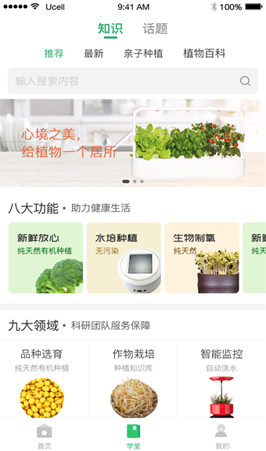 Ucell 9:41 AM 100%
知识 话题
推荐 最新 亲子种植 植物百科
输入搜索内容
心境之美,
给植物一个居所
八大功能 · 助力健康生活
新鲜放心 水培种植 生物制氧
纯天然有机种植 无污染 纯天然
九大领域 · 科研团队服务保障
品种选育 作物栽培 智能监控
纯天然有机种植 种植知识库 自动浇水
首页 学堂 我的